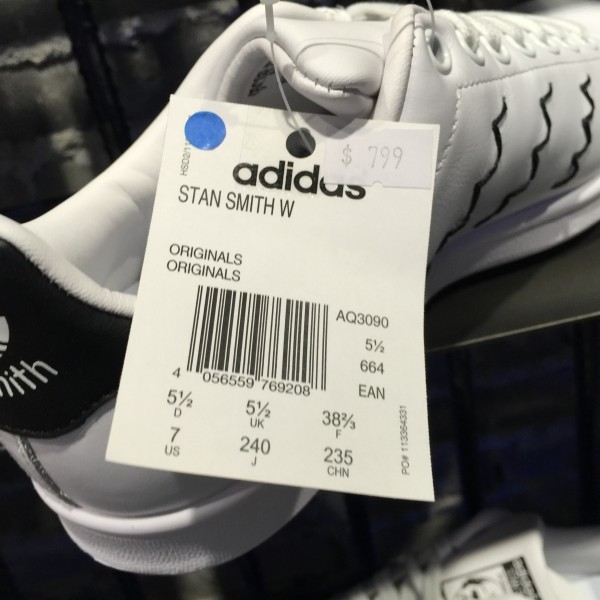 $ 799
adidas
STAN SMITH W
ORIGINALS
ORIGINALS
AQ3090
5½
664
EAN
4 056559 769208
5½ D
5½ UK
38⅔ F
7 US
240 J
235 CHN
PO# 113364331